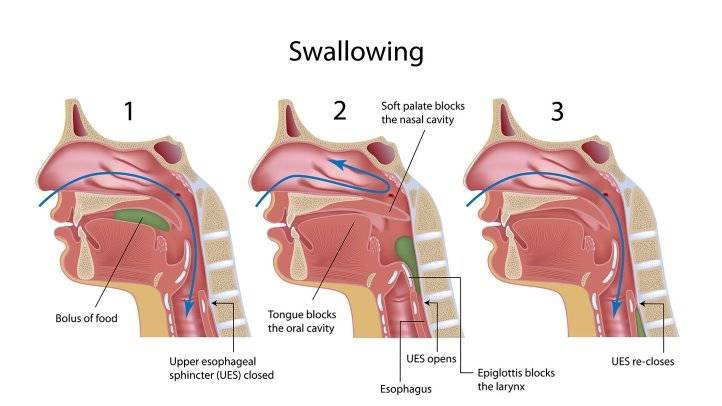 Swallowing
1
2
3
Soft palate blocks
the nasal cavity
Bolus of food
Tongue blocks
the oral cavity
Upper esophageal
sphincter (UES) closed
UES opens
Esophagus
Epiglottis blocks
the larynx
UES re-closes